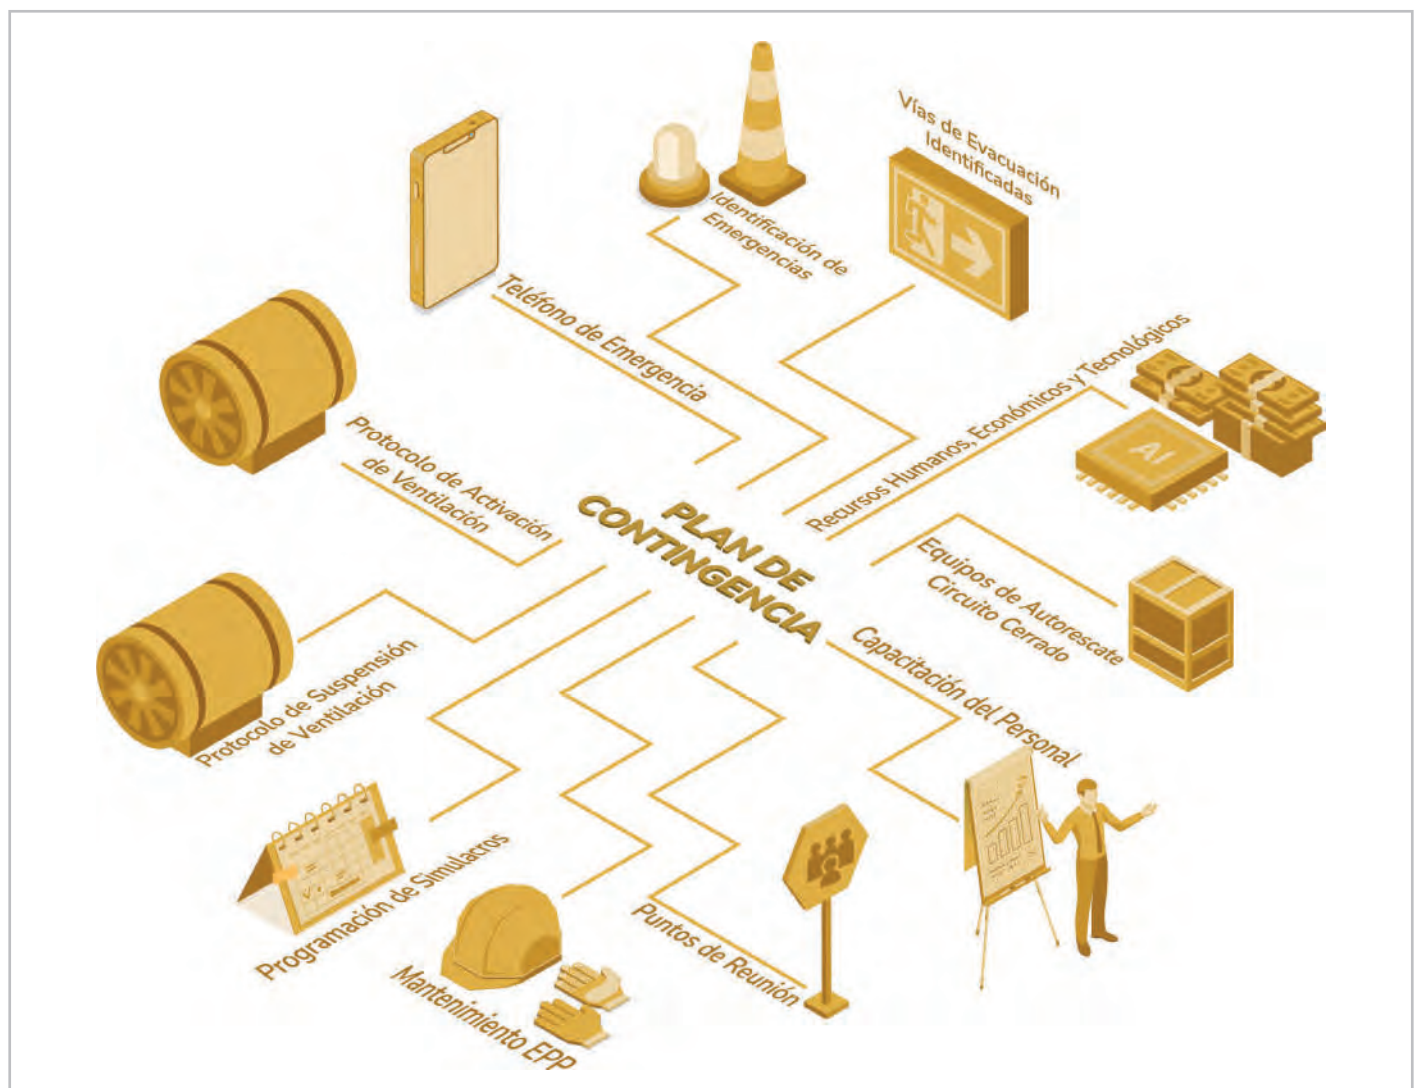 Vías de Evacuación
Identificadas
Identificación de
Emergencias
Teléfono de Emergencia
Recursos Humanos, Económicos y Tecnológicos
AI
Protocolo de Activación
de Ventilación
PLAN DE
CONTINGENCIA
Equipos de Autorescate
Circuito Cerrado
Capacitación del Personal
Protocolo de Suspensión
de Ventilación
Programación de Simulacros
Mantenimiento EPP
Puntos de Reunión